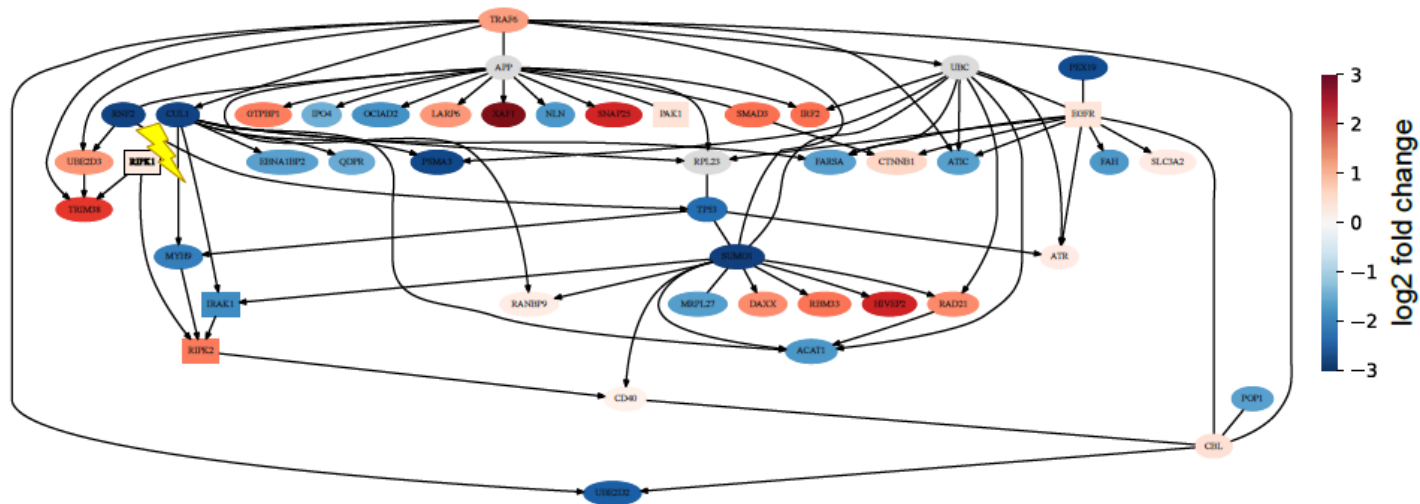 TRAF6
APP
UBC
PEX19
RNF2
CUL1
GTPBP1
IPO4
OCIAD2
LARP6
XAF1
NLN
SNAP25
PAK1
SMAD3
IRF2
EGFR
UBE2D3
RIPK1
EBNA1BP2
QDPR
PSMA3
RPL23
FARSA
CTNNB1
ATIC
FAH
SLC3A2
TRIM38
TP53
MYH9
SUMO1
ATR
IRAK1
RANBP9
MRPL27
DAXX
RBM33
HIVEP2
RAD21
RIPK2
ACAT1
CD40
POP1
CBL
UBE2D2
3
2
1
0
−1
−2
−3
log2 fold change